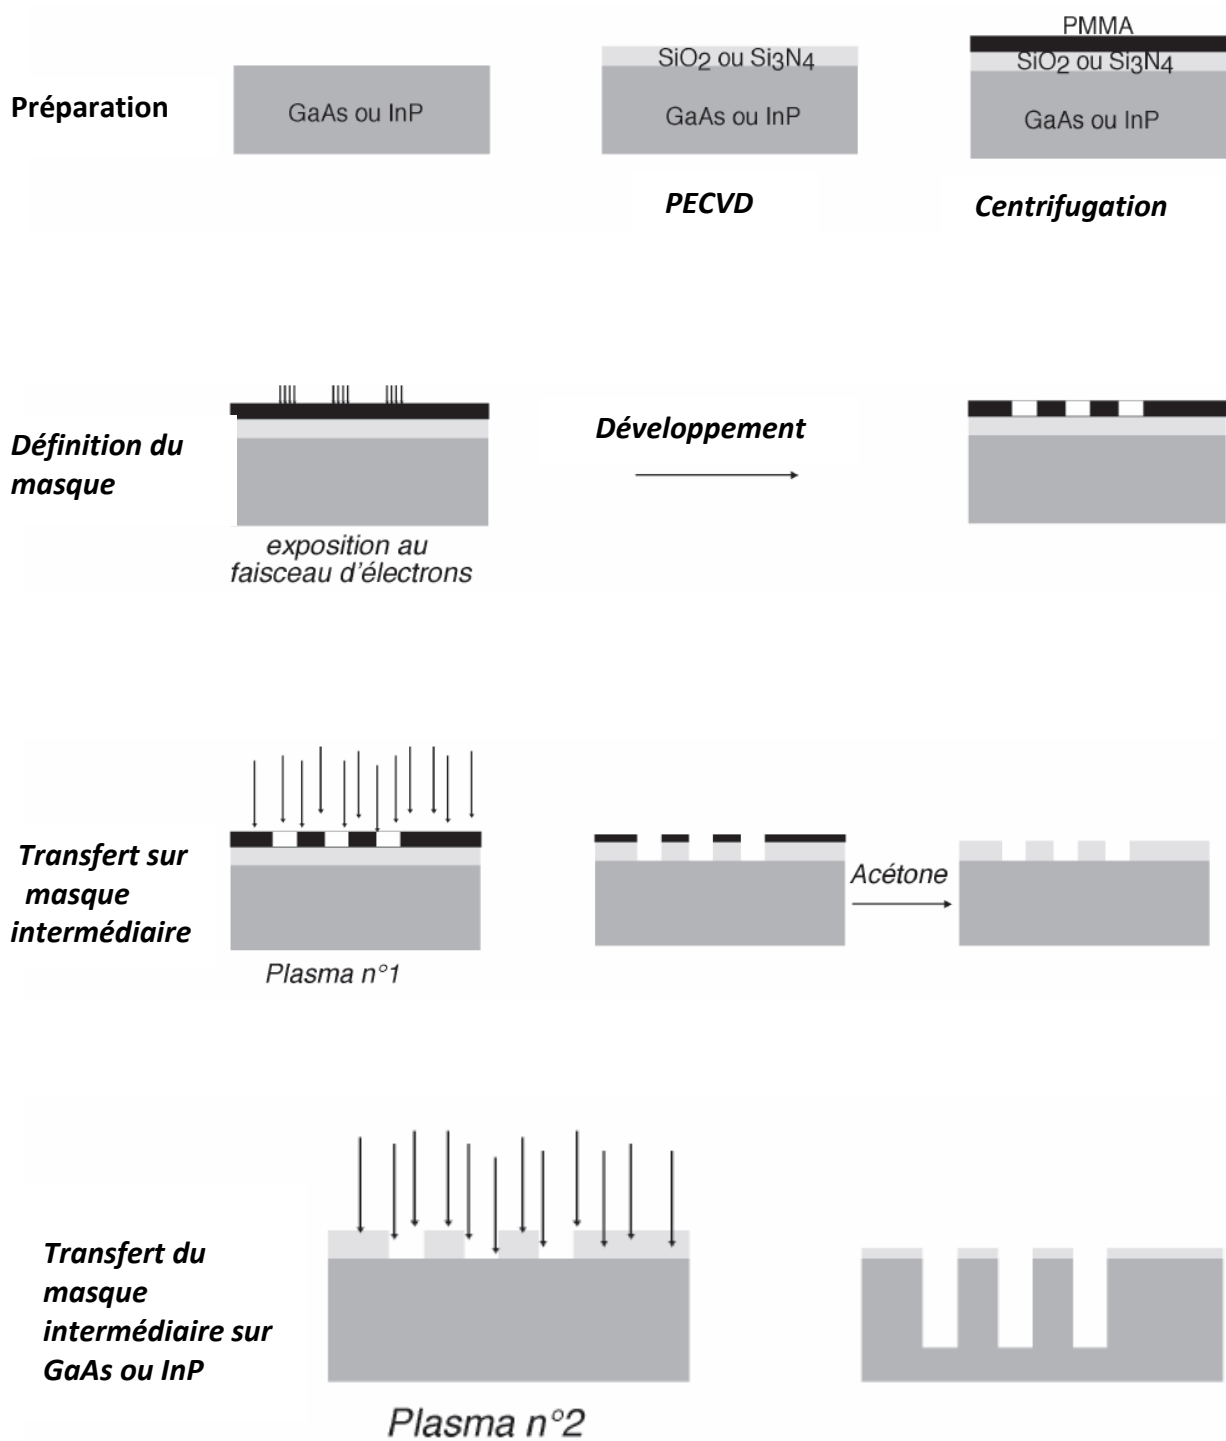 PMMA
SiO2 ou Si3N4
SiO2 ou Si3N4
Préparation
GaAs ou InP
GaAs ou InP
GaAs ou InP
PECVD
Centrifugation
Définition du
masque
Développement
exposition au
faisceau d'électrons
Transfert sur
masque
intermédiaire
Acétone
Plasma n°1
Transfert du
masque
intermédiaire sur
GaAs ou InP
Plasma n°2